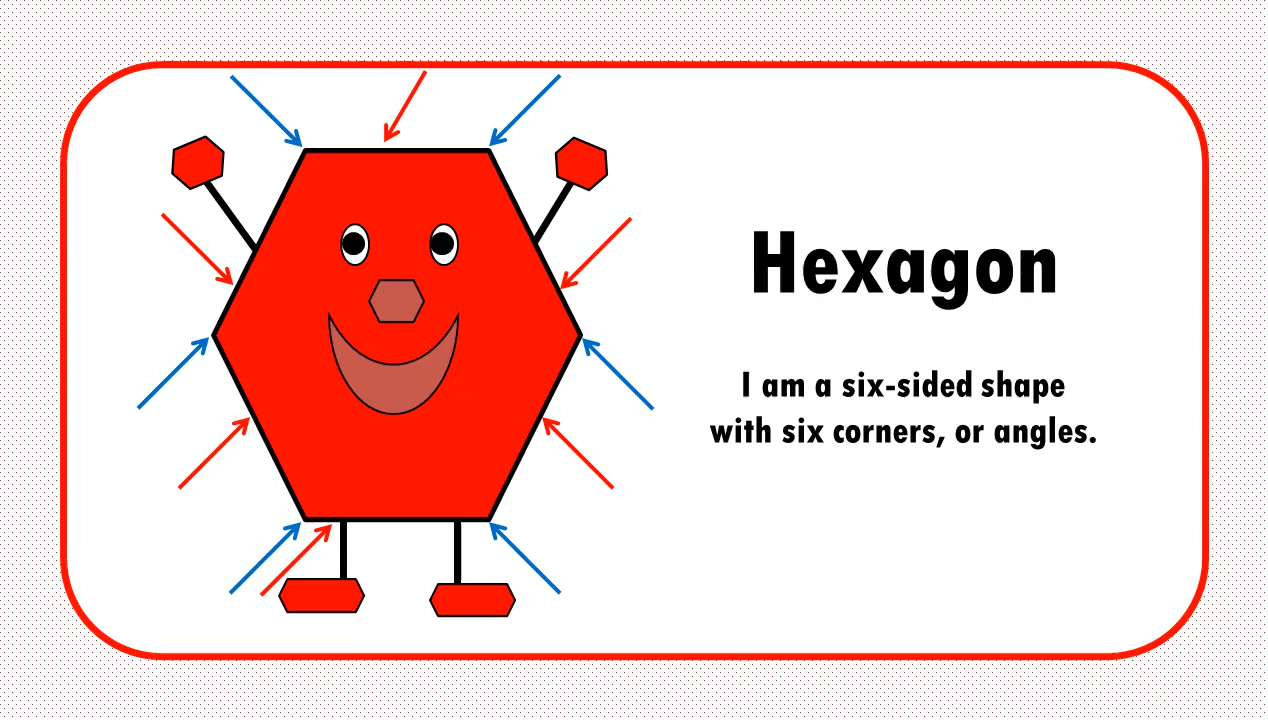 Hexagon
I am a six-sided shape
with six corners, or angles.